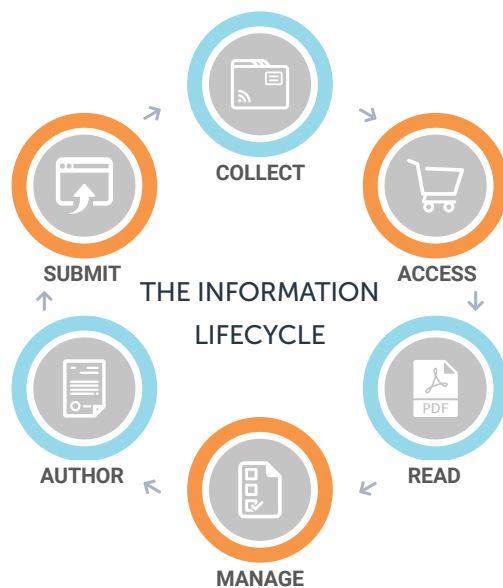 COLLECT
SUBMIT
ACCESS
THE INFORMATION
LIFECYCLE
PDF
AUTHOR
READ
MANAGE